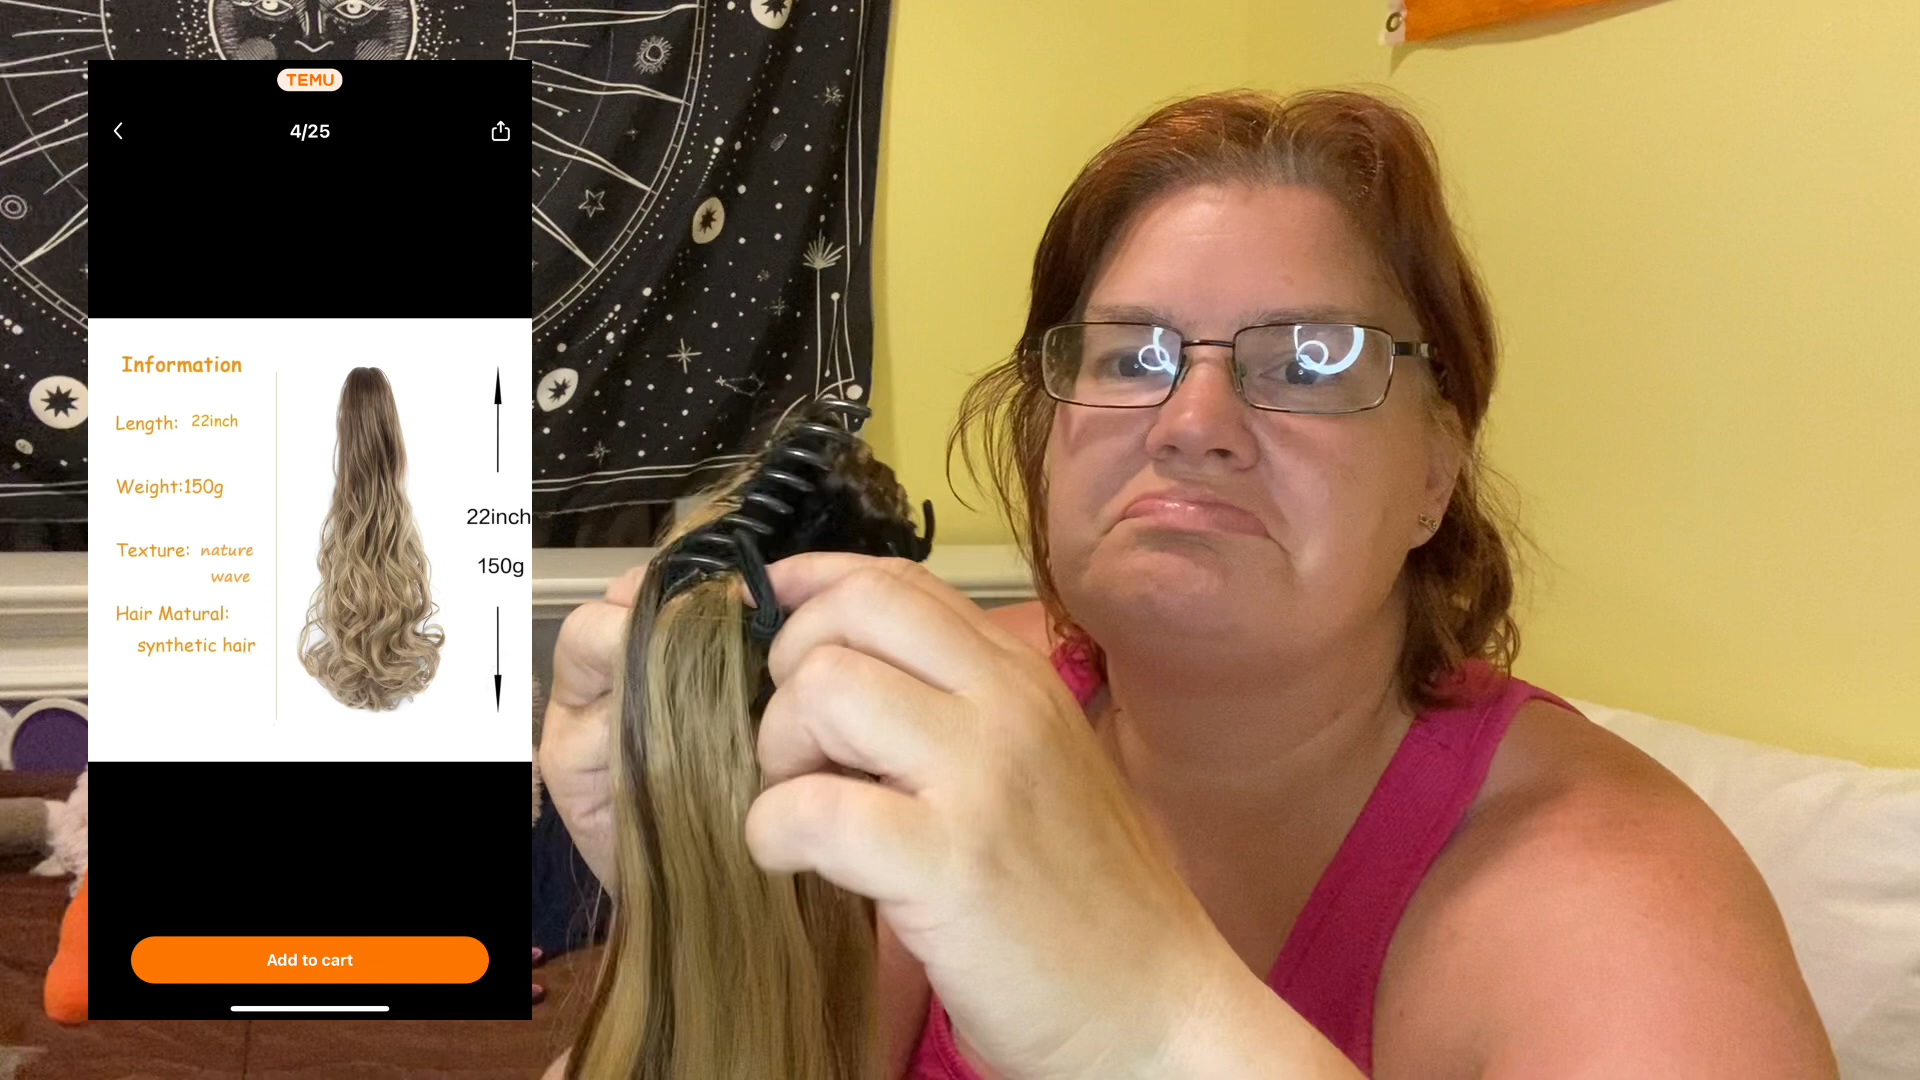 TEMU
4/25
Information
Length: 22inch
Weight:150g
Texture: nature
wave
Hair Matural:
synthetic hair
22inch
150g
Add to cart